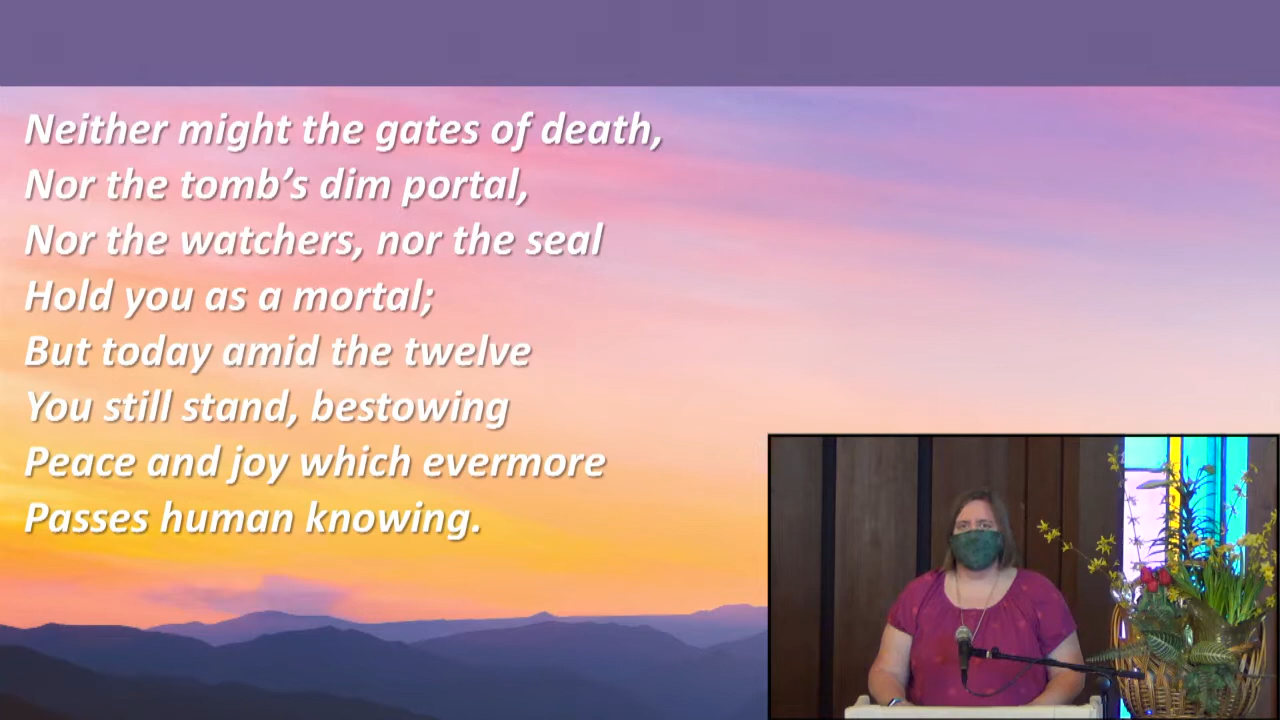 Neither might the gates of death,
Nor the tomb’s dim portal,
Nor the watchers, nor the seal
Hold you as a mortal;
But today amid the twelve
You still stand, bestowing
Peace and joy which evermore
Passes human knowing.